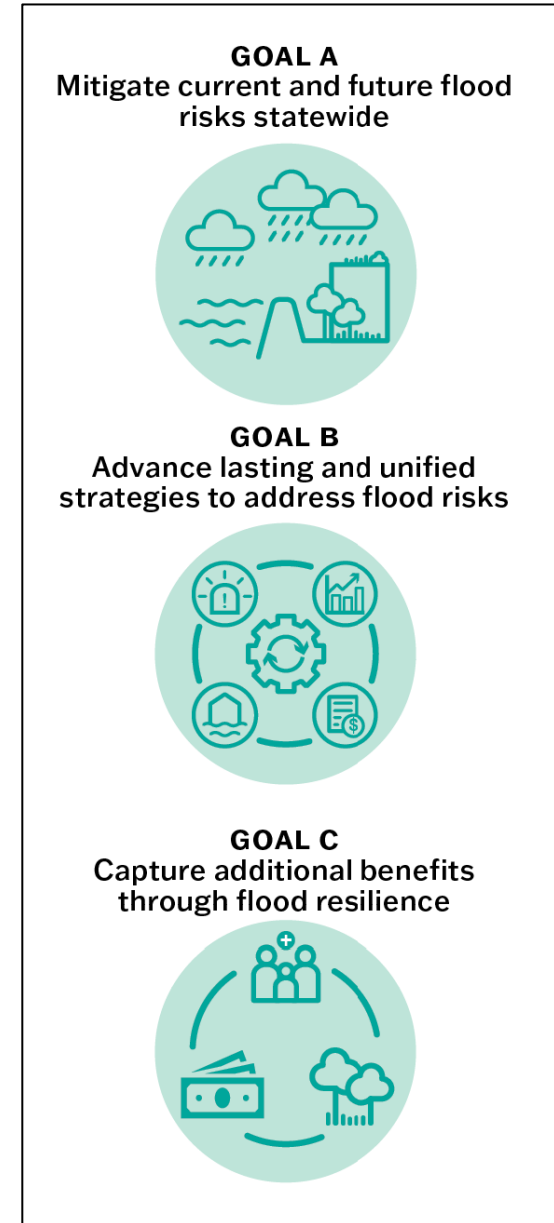 GOAL A
Mitigate current and future flood
risks statewide
GOAL B
Advance lasting and unified
strategies to address flood risks
!
$
GOAL C
Capture additional benefits
through flood resilience